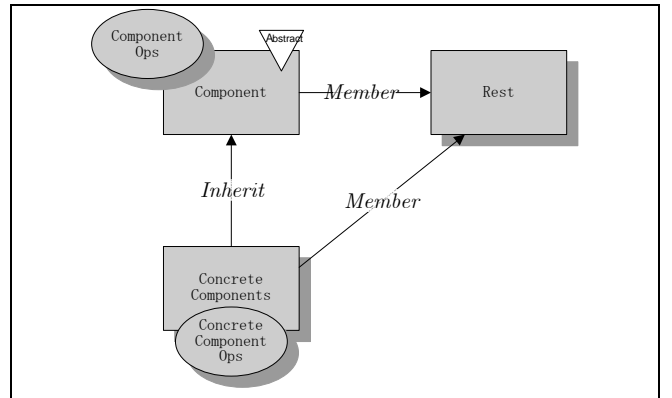 Component
Ops
Abstract
Component
Member
Rest
Inherit
Member
Concrete
Components
Concrete
Component
Ops